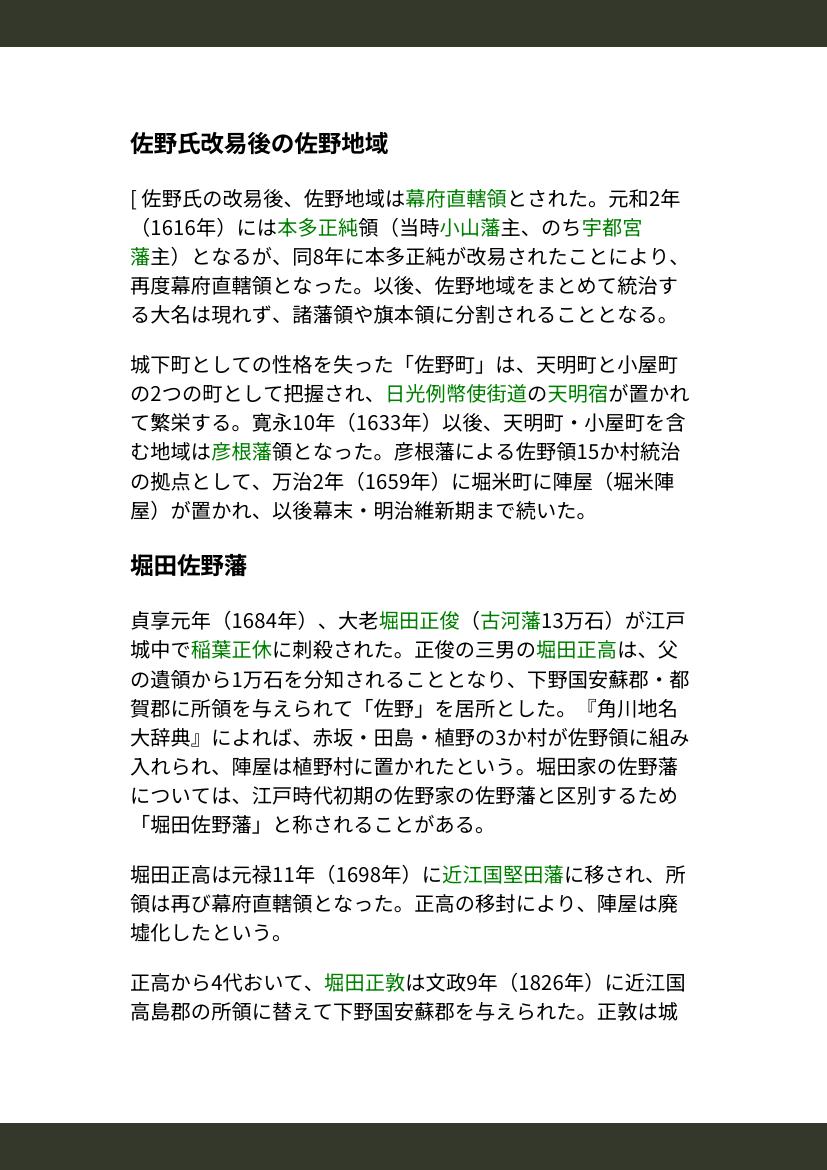 佐野氏改易後の佐野地域
[ 佐野氏の改易後、佐野地域は幕府直轄領とされた。元和2年
（1616年）には本多正純領（当時小山藩主、のち宇都宮
藩主）となるが、同8年に本多正純が改易されたことにより、
再度幕府直轄領となった。以後、佐野地域をまとめて統治す
る大名は現れず、諸藩領や旗本領に分割されることとなる。
城下町としての性格を失った「佐野町」は、天明町と小屋町
の2つの町として把握され、日光例幣使街道の天明宿が置かれ
て繁栄する。寛永10年（1633年）以後、天明町・小屋町を含
む地域は彦根藩領となった。彦根藩による佐野領15か村統治
の拠点として、万治2年（1659年）に堀米町に陣屋（堀米陣
屋）が置かれ、以後幕末・明治維新期まで続いた。
堀田佐野藩
貞享元年（1684年）、大老堀田正俊（古河藩13万石）が江戸
城中で稲葉正休に刺殺された。正俊の三男の堀田正高は、父
の遺領から1万石を分知されることとなり、下野国安蘇郡・都
賀郡に所領を与えられて「佐野」を居所とした。『角川地名
大辞典』によれば、赤坂・田島・植野の3か村が佐野領に組み
入れられ、陣屋は植野村に置かれたという。堀田家の佐野藩
については、江戸時代初期の佐野家の佐野藩と区別するため
「堀田佐野藩」と称されることがある。
堀田正高は元禄11年（1698年）に近江国堅田藩に移され、所
領は再び幕府直轄領となった。正高の移封により、陣屋は廃
墟化したという。
正高から4代おいて、堀田正敦は文政9年（1826年）に近江国
高島郡の所領に替えて下野国安蘇郡を与えられた。正敦は城